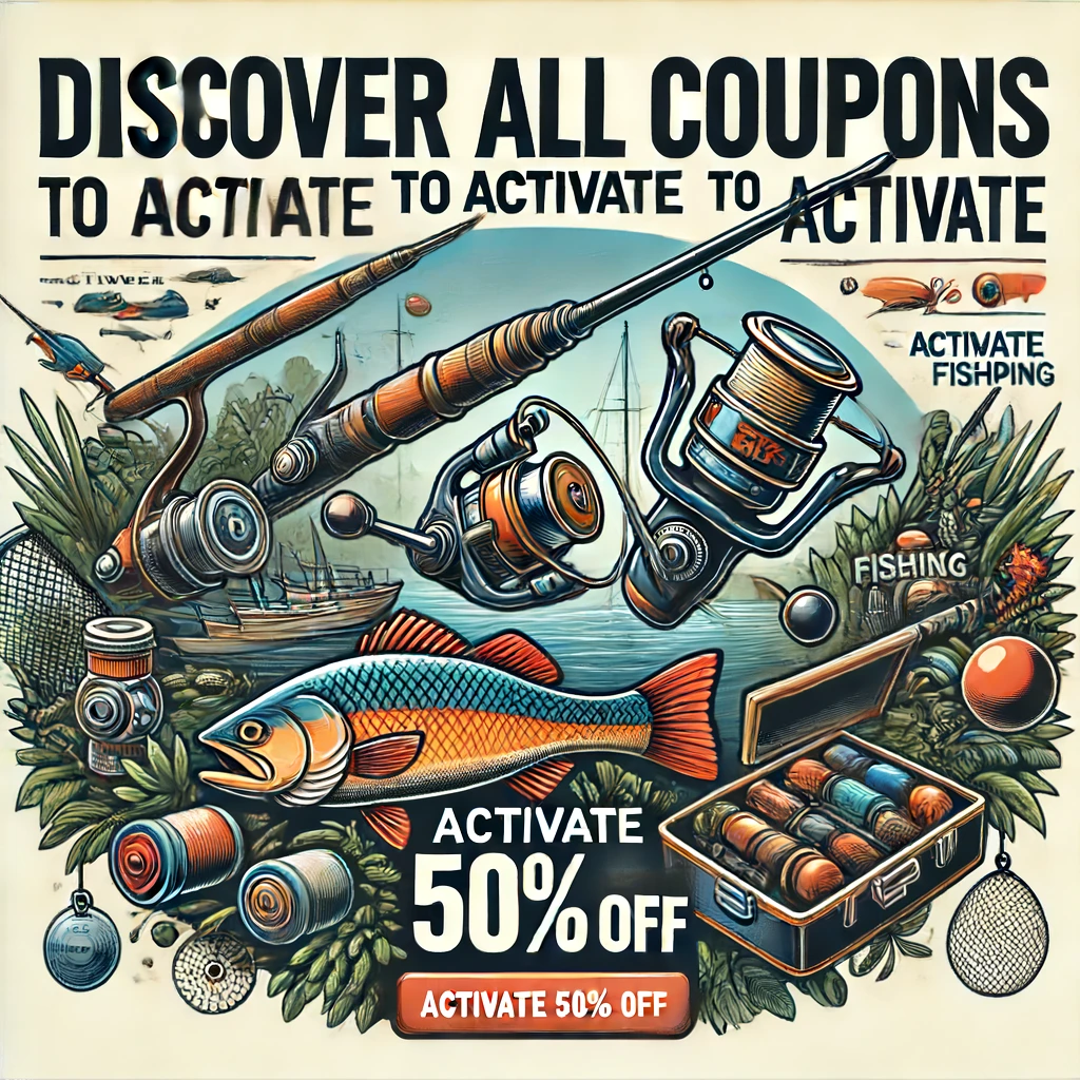 DISCOVER ALL COUPONS
TO ACTIATE TO ACTIVATE TO ACTIVATE
ACTIVATE
FISHPING
FISHING
ACTIVATE
50% OFF
ACTIVATE 50% OFF